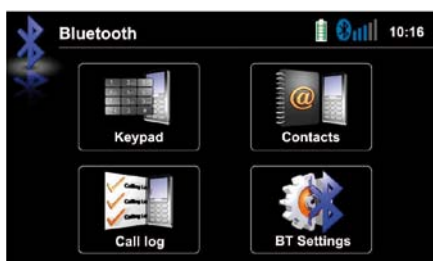 Bluetooth
10:16
Keypad
Contacts
Call log
BT Settings